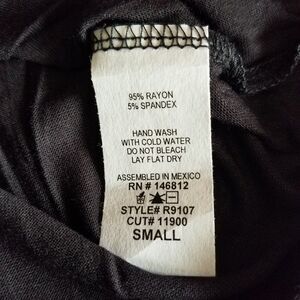 95% RAYON
5% SPANDEX
HAND WASH
WITH COLD WATER
DO NOT BLEACH
LAY FLAT DRY
ASSEMBLED IN MEXICO
RN # 146812
STYLE# R9107
CUT# 11900
SMALL